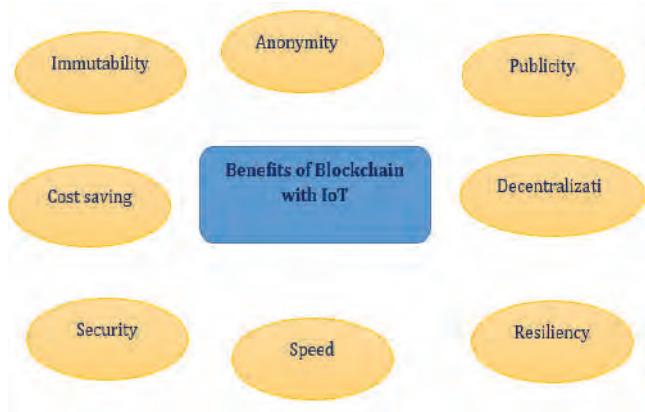 Anonymity
Immutability
Publicity
Benefits of Blockchain
with IoT
Cost saving
Decentralizati
Security
Speed
Resiliency